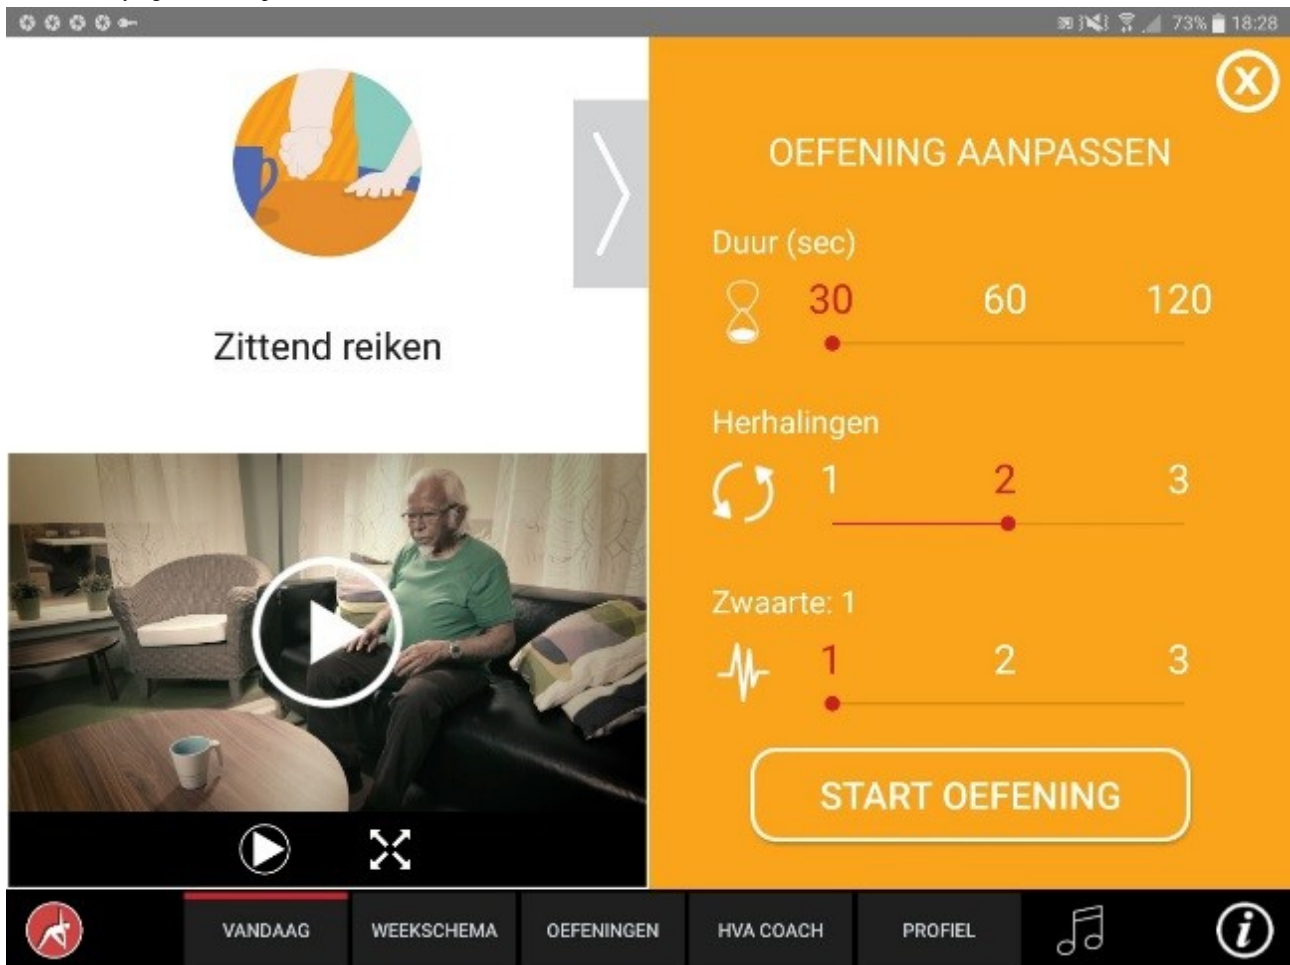 73% 18:28
X
OEFENING AANPASSEN
Zittend reiken
Duur (sec)
30 60 120
Herhalingen
1 2 3
Zwaarte: 1
1 2 3
START OEFENING
VANDAAG WEEKSCHEMA OEFENINGEN HVA COACH PROFIEL i